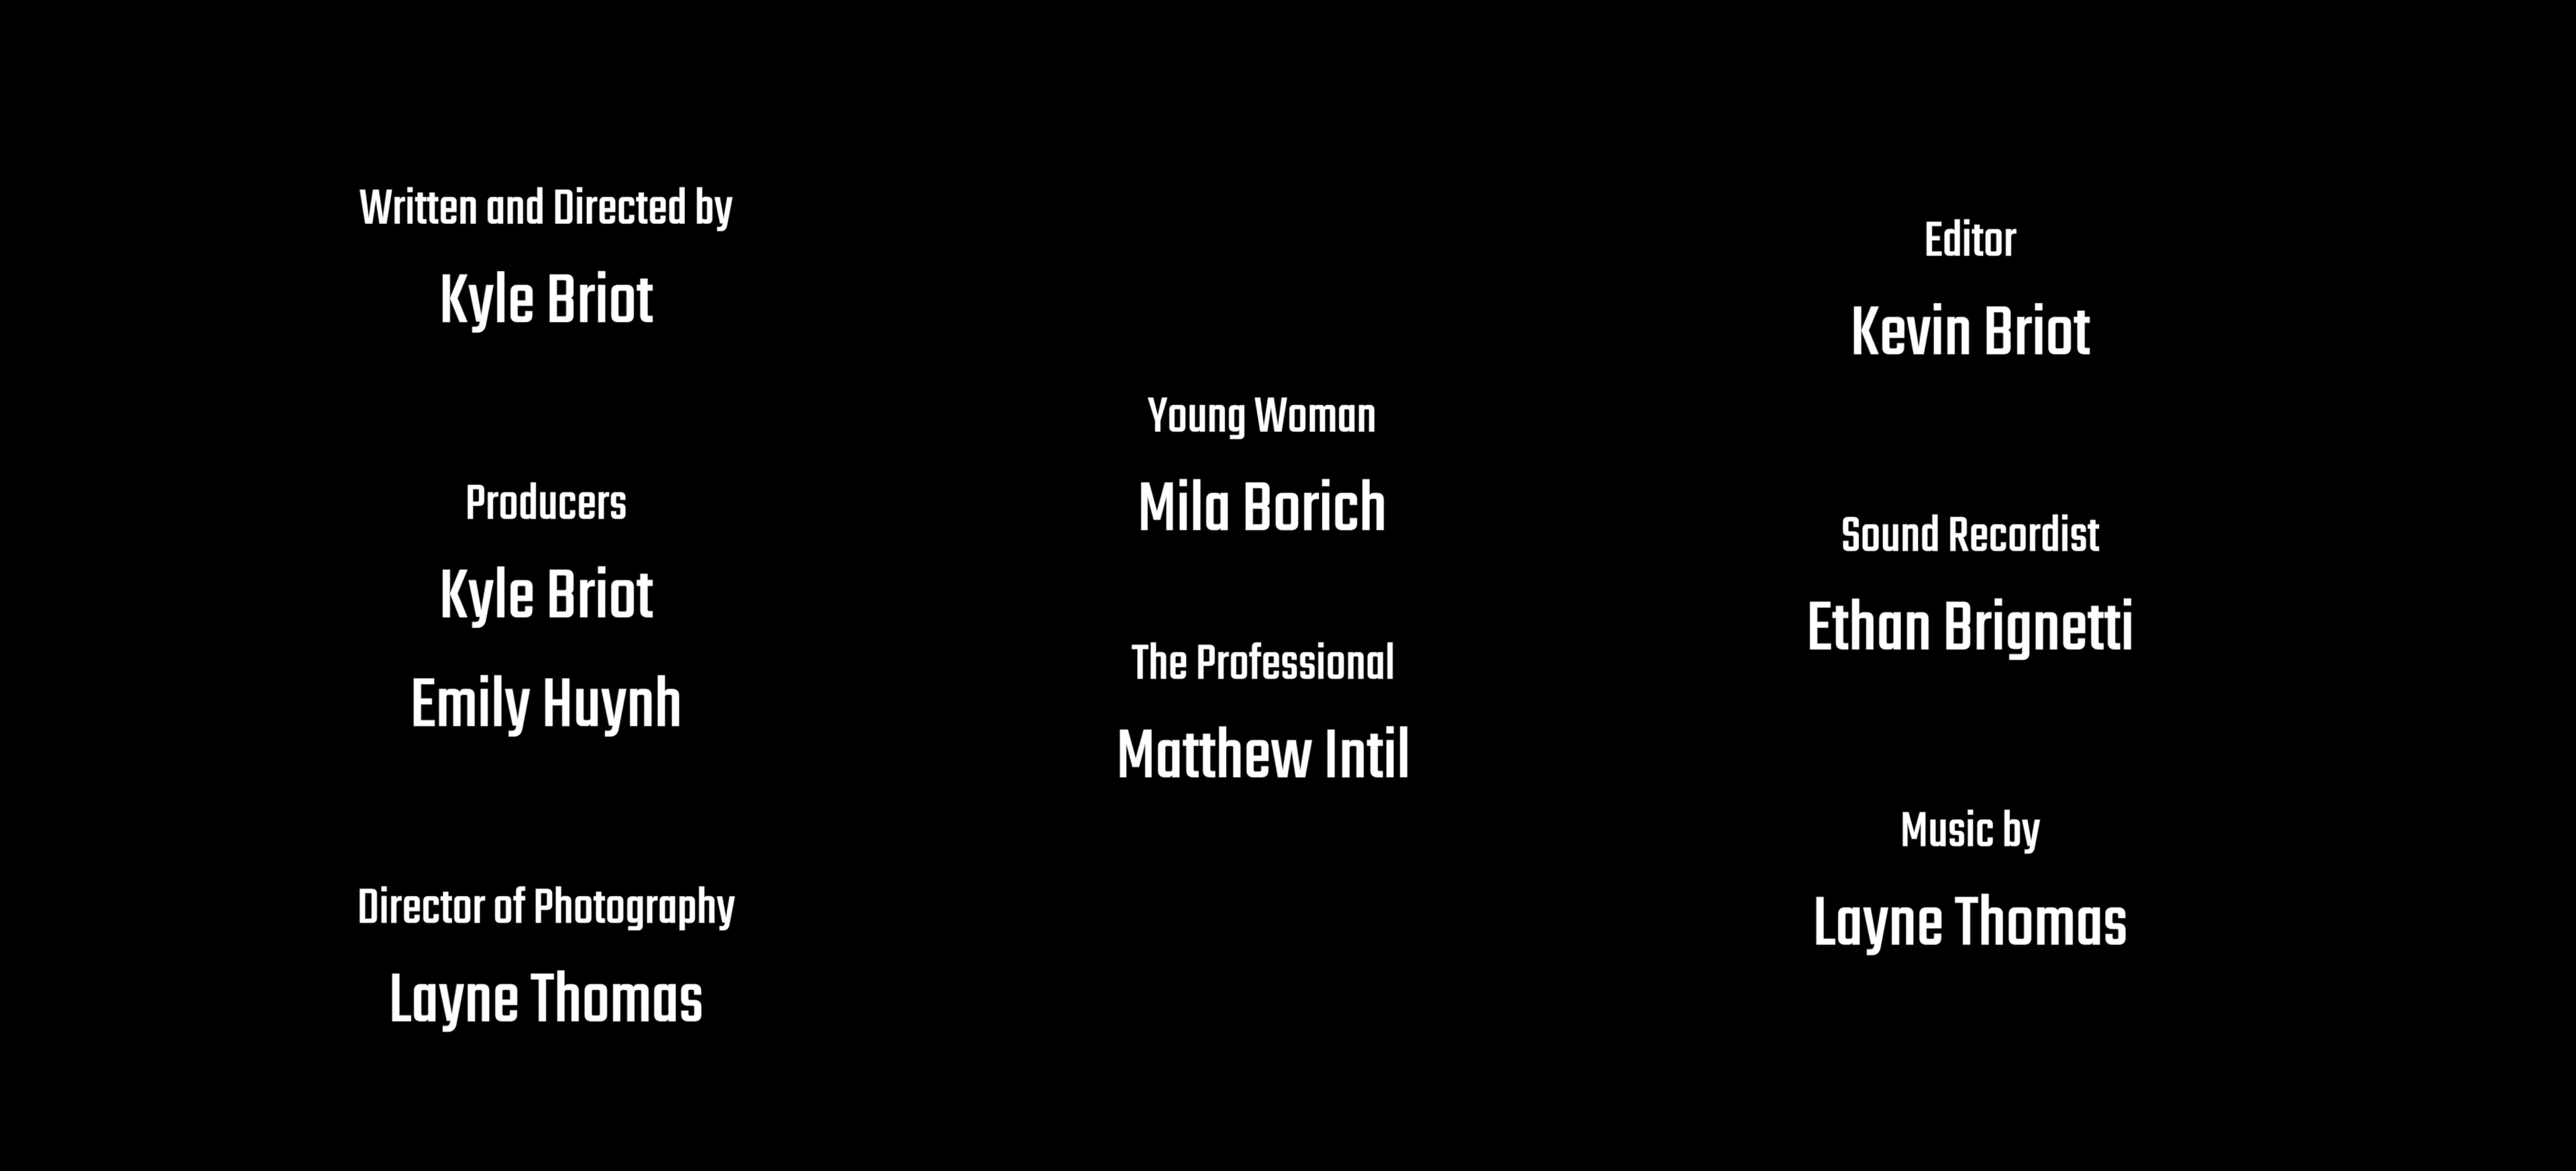 Written and Directed by
Kyle Briot
Producers
Kyle Briot
Emily Huynh
Director of Photography
Layne Thomas
Young Woman
Mila Borich
The Professional
Matthew Intil
Editor
Kevin Briot
Sound Recordist
Ethan Brignetti
Music by
Layne Thomas